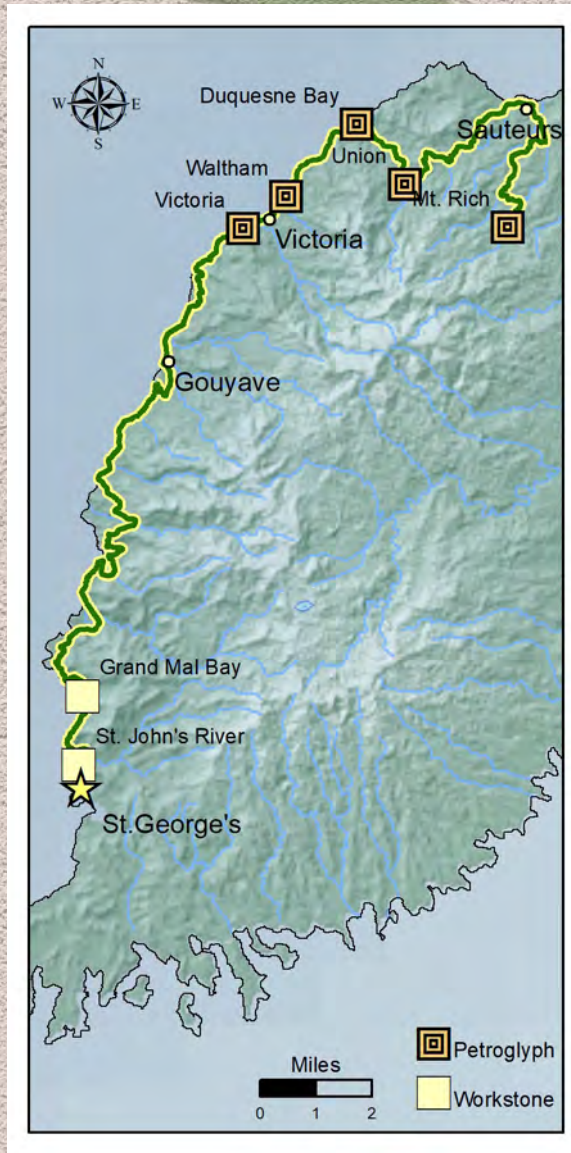 N
W E
S
Duquesne Bay
Sauteurs
Union
Waltham
Mt. Rich
Victoria
Victoria
Gouyave
Grand Mal Bay
St. John's River
St.George's
Miles
0 1 2
Petroglyph
Workstone